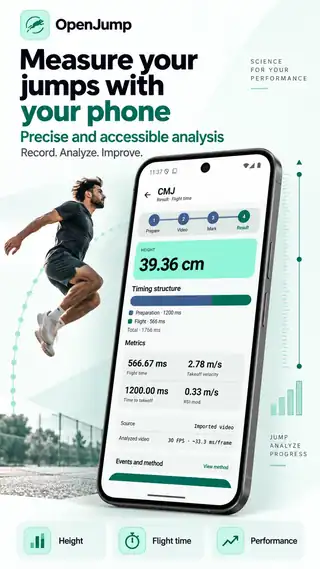 OpenJump
Measure your
jumps with
your phone
Precise and accessible analysis
Record. Analyze. Improve.
SCIENCE
FOR YOUR
PERFORMANCE
11:37
CMJ
Result · Flight time
1 2 3 4
Prepare Video Mark Result
HEIGHT
39.36 cm
Timing structure
Preparation · 1200 ms
Flight · 566 ms
Total · 1766 ms
Metrics
566.67 ms 2.78 m/s
Flight time Takeoff velocity
1200.00 ms 0.33 m/s
Time to takeoff RSI-mod
Source Imported video
Analyzed video 30 FPS · ~33.3 ms/frame
Events and method View method
JUMP
ANALYZE
PROGRESS
Height Flight time Performance